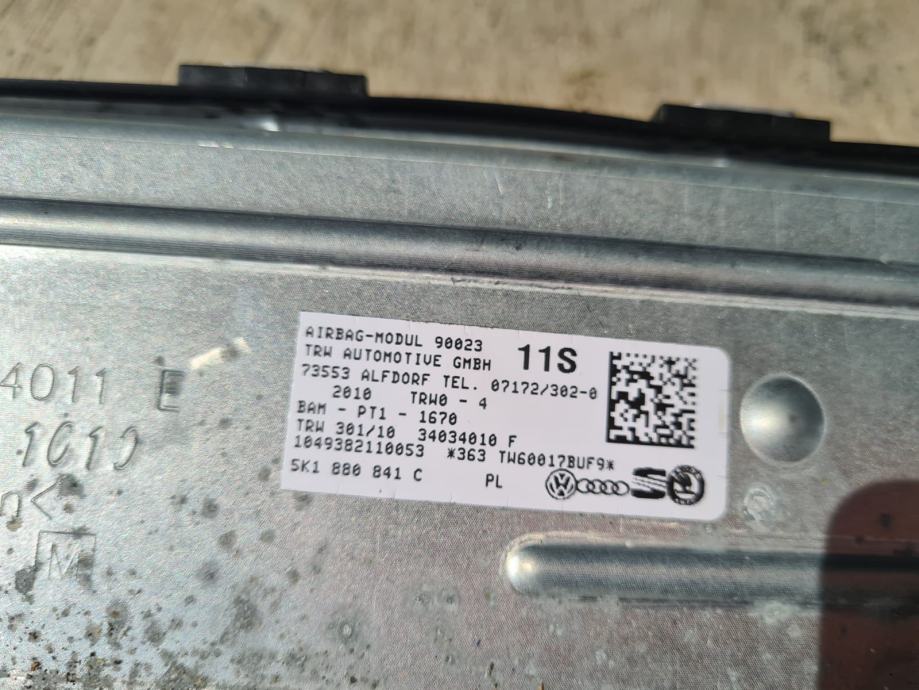 AIRBAG-MODUL 90023
TRW AUTOMOTIVE GMBH 11S
73553 ALFDORF TEL. 07172/302-0
2010 TRW0 - 4
BAM - PT1 - 1670
TRW 301/10 34034010 F
1049382110053 *363 TW60017BUF9*
5K1 880 841 C PL
4011 E
1010
M